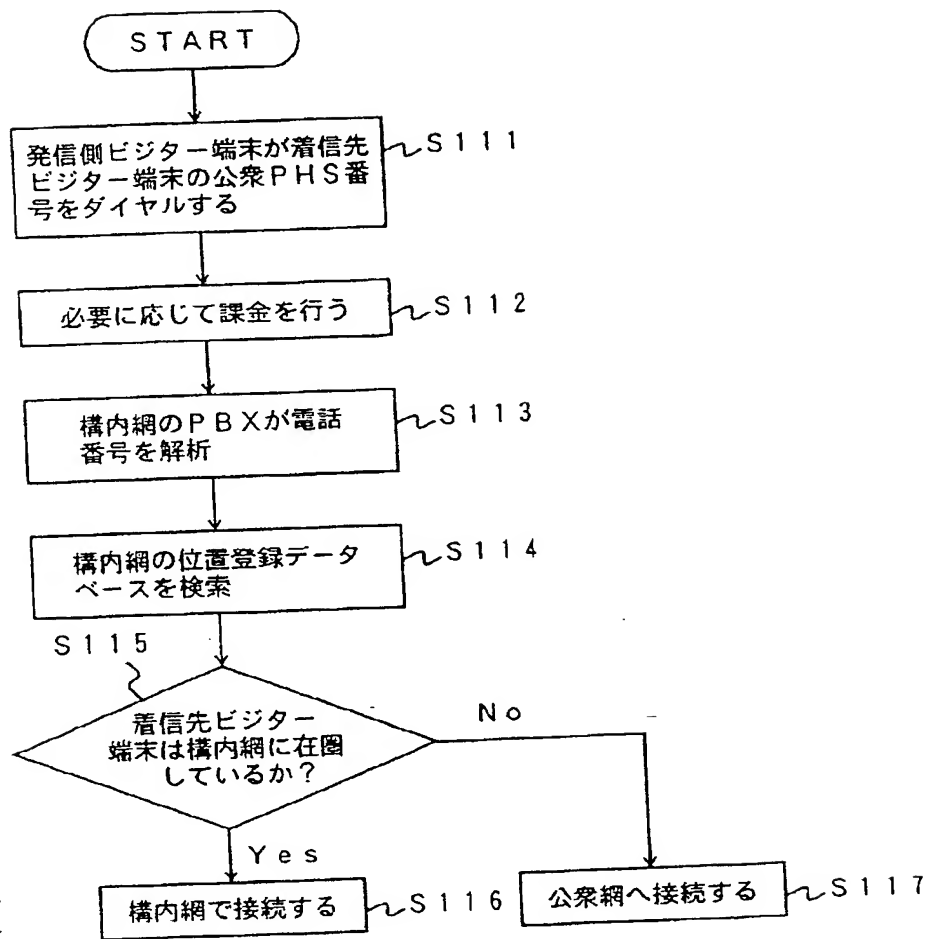 START
発信側ビジター端末が着信先
ビジター端末の公衆PHS番
号をダイヤルする
S111
必要に応じて課金を行う
S112
構内網のPBXが電話
番号を解析
S113
構内網の位置登録データ
ベースを検索
S114
S115
着信先ビジター
端末は構内網に在圏
しているか?
No
Yes
構内網で接続する
S116
公衆網へ接続する
S117